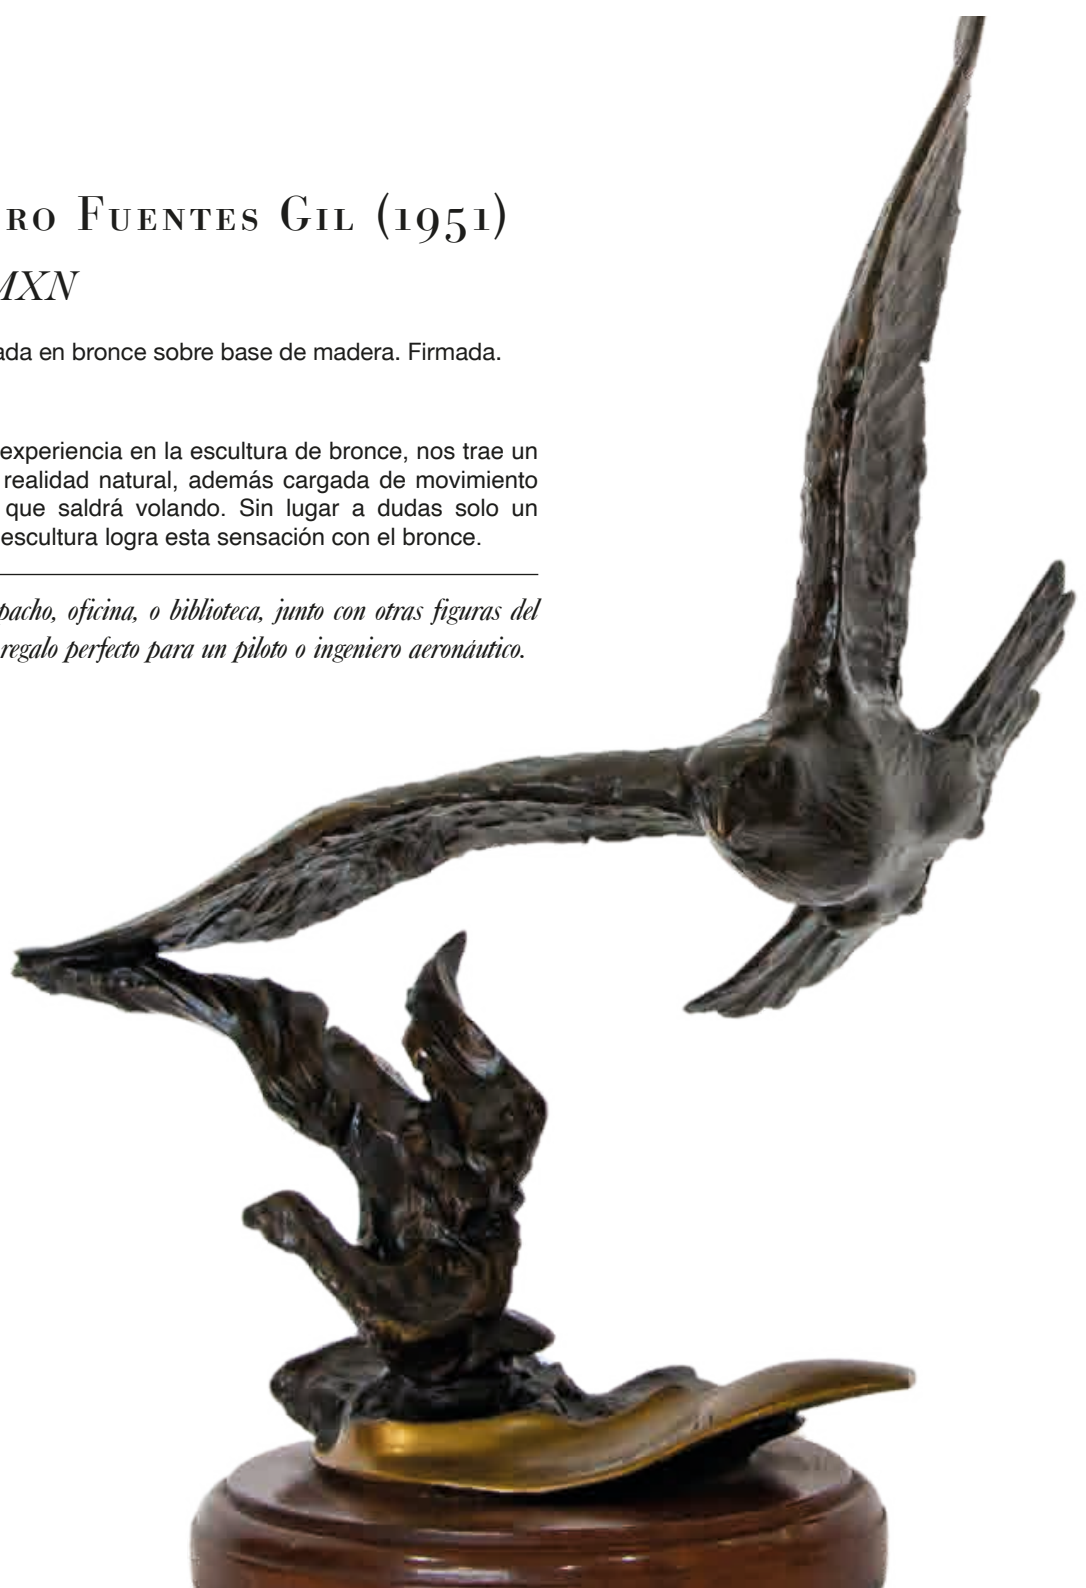 RO FUENTES GIL (1951)
MXN
ada en bronce sobre base de madera. Firmada.
experiencia en la escultura de bronce, nos trae un
realidad natural, además cargada de movimiento
que saldrá volando. Sin lugar a dudas solo un
escultura logra esta sensación con el bronce.
pacho, oficina, o biblioteca, junto con otras figuras del
regalo perfecto para un piloto o ingeniero aeronáutico.